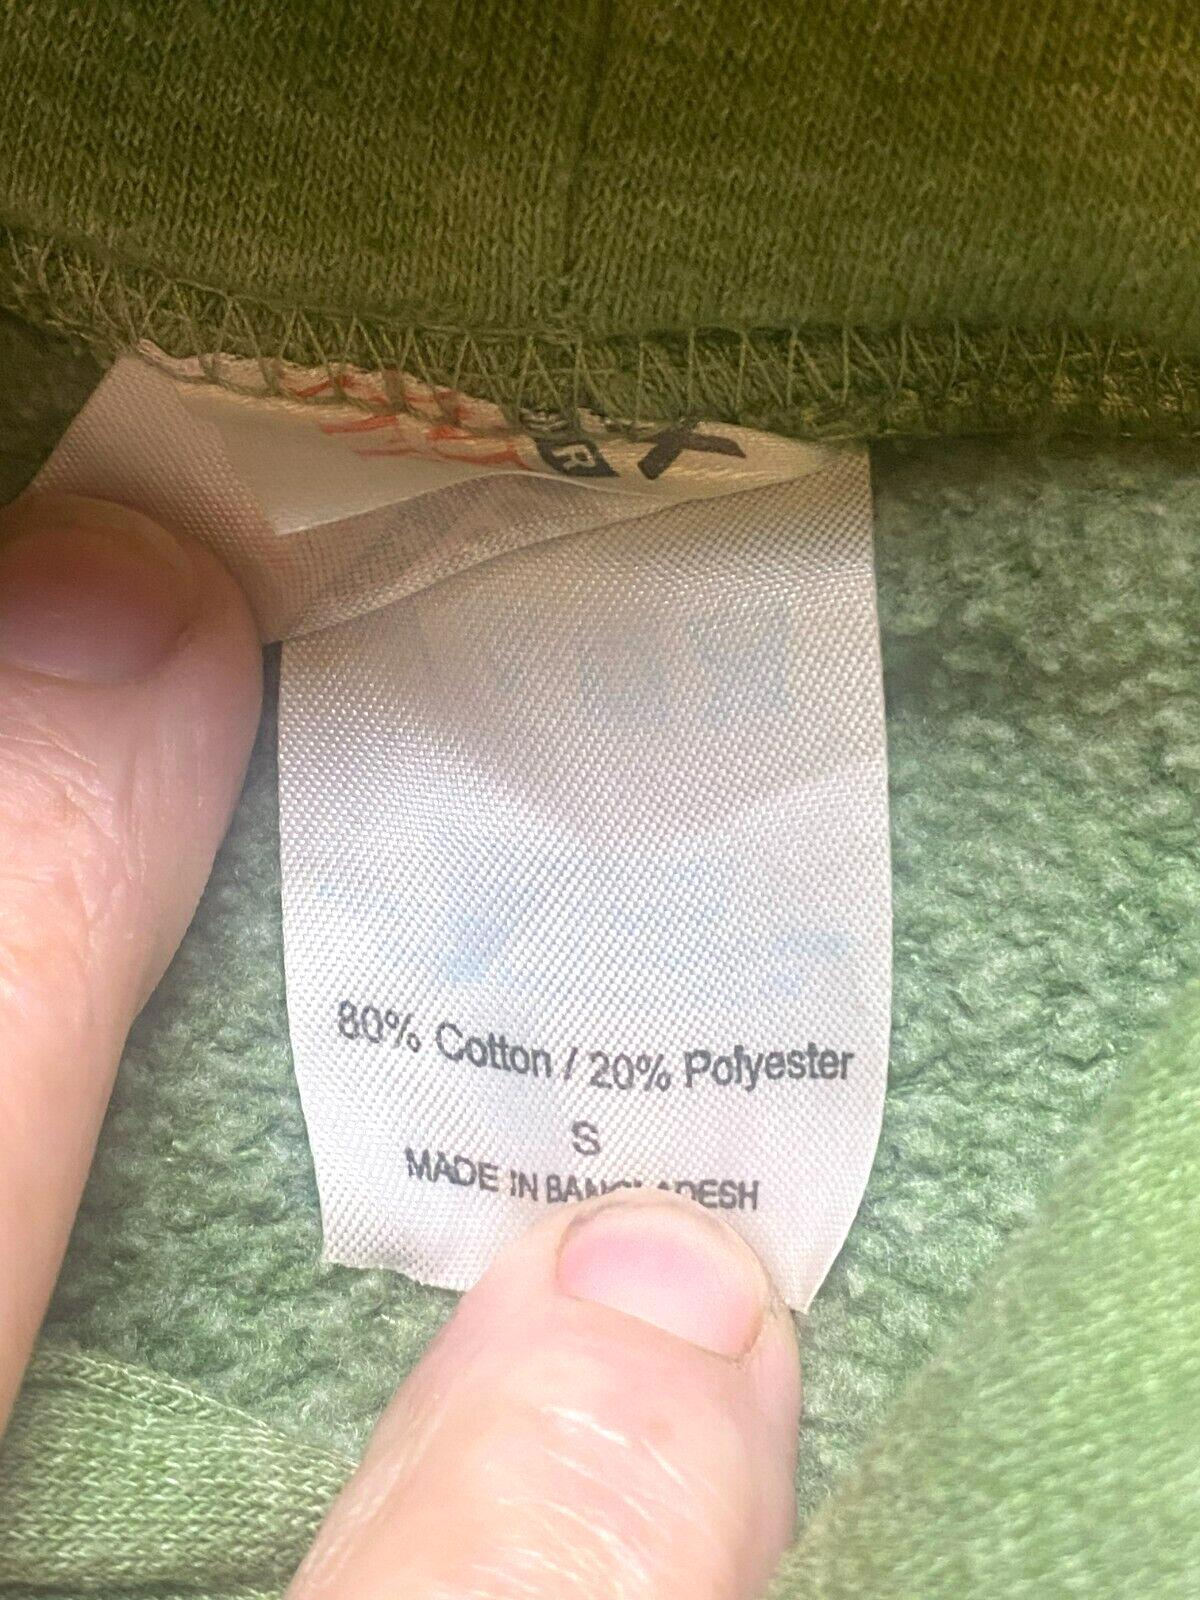 80% Cotton / 20% Polyester
S
MADE IN BANGLADESH